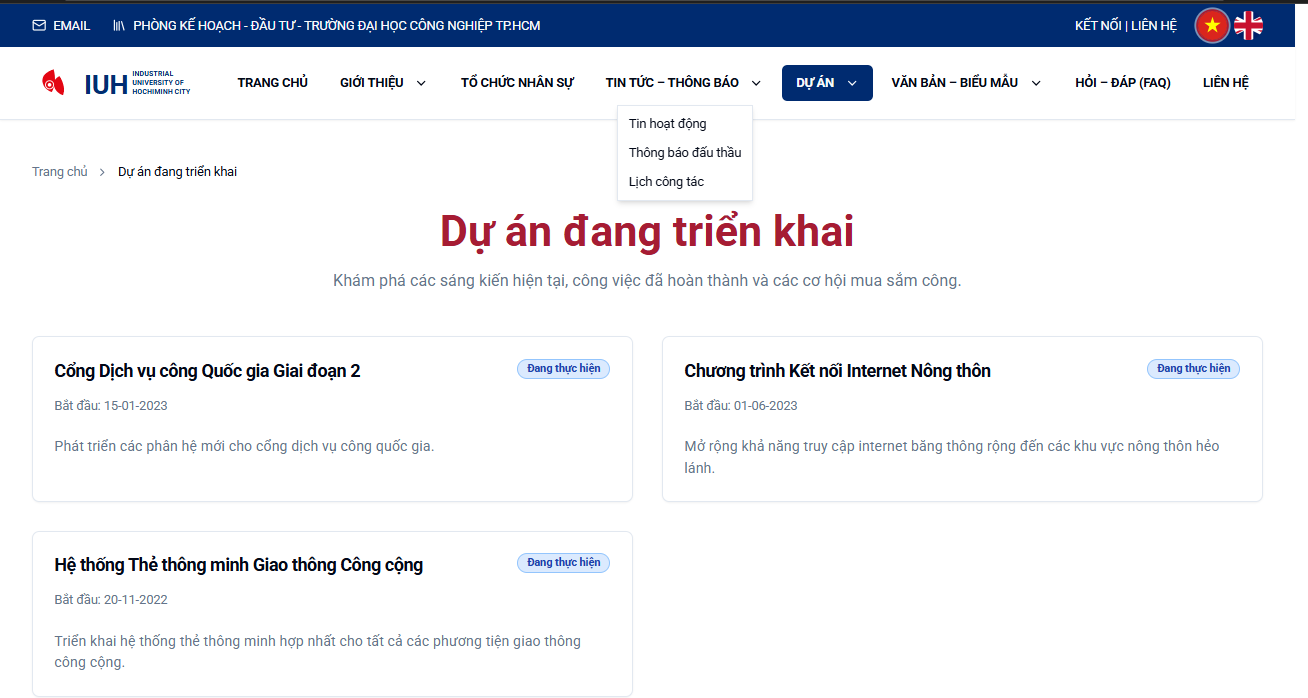 EMAIL
PHÒNG KẾ HOẠCH - ĐẦU TƯ - TRƯỜNG ĐẠI HỌC CÔNG NGHIỆP TP.HCM
KẾT NỐI | LIÊN HỆ
IUH
INDUSTRIAL
UNIVERSITY OF
HOCHIMINH CITY
TRANG CHỦ
GIỚI THIỆU
TỔ CHỨC NHÂN SỰ
TIN TỨC – THÔNG BÁO
DỰ ÁN
VĂN BẢN – BIỂU MẪU
HỎI – ĐÁP (FAQ)
LIÊN HỆ
Tin hoạt động
Thông báo đấu thầu
Lịch công tác
Trang chủ
Dự án đang triển khai
Dự án đang triển khai
Khám phá các sáng kiến hiện tại, công việc đã hoàn thành và các cơ hội mua sắm công.
Cổng Dịch vụ công Quốc gia Giai đoạn 2
Đang thực hiện
Bắt đầu: 15-01-2023
Phát triển các phân hệ mới cho cổng dịch vụ công quốc gia.
Chương trình Kết nối Internet Nông thôn
Đang thực hiện
Bắt đầu: 01-06-2023
Mở rộng khả năng truy cập internet băng thông rộng đến các khu vực nông thôn hẻo
lánh.
Hệ thống Thẻ thông minh Giao thông Công cộng
Đang thực hiện
Bắt đầu: 20-11-2022
Triển khai hệ thống thẻ thông minh hợp nhất cho tất cả các phương tiện giao thông
công cộng.